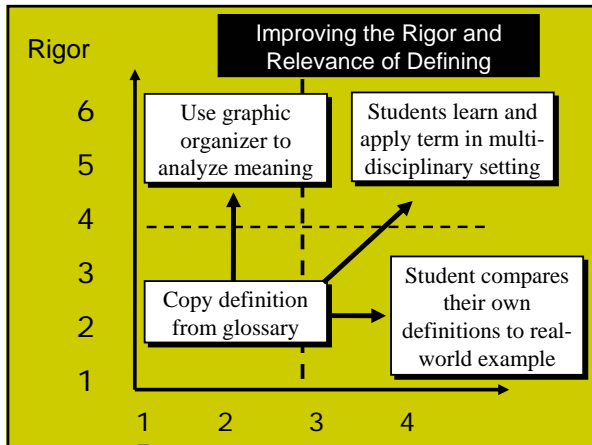 Improving the Rigor and
Relevance of Defining
Rigor
6
5
4
3
2
1
Use graphic
organizer to
analyze meaning
Students learn and
apply term in multi-
disciplinary setting
Copy definition
from glossary
Student compares
their own
definitions to real-
world example
1 2 3 4